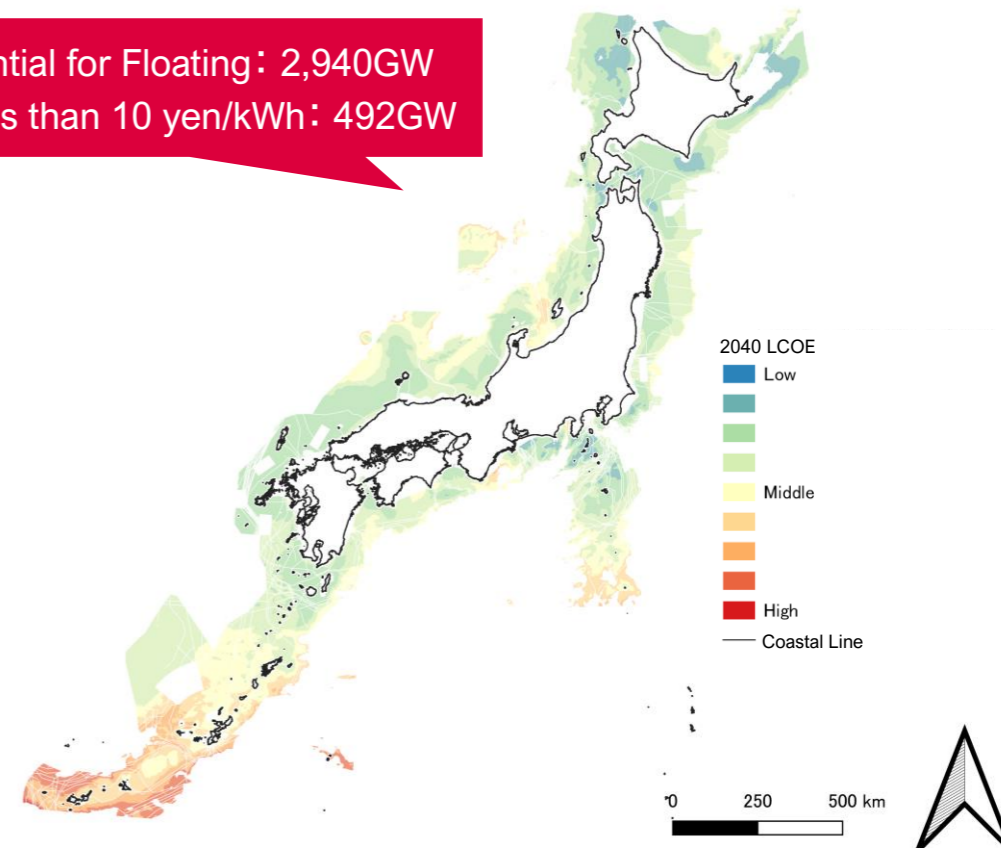 ntial for Floating： 2,940GW
s than 10 yen/kWh： 492GW
2040 LCOE
Low
Middle
High
Coastal Line
0 250 500 km